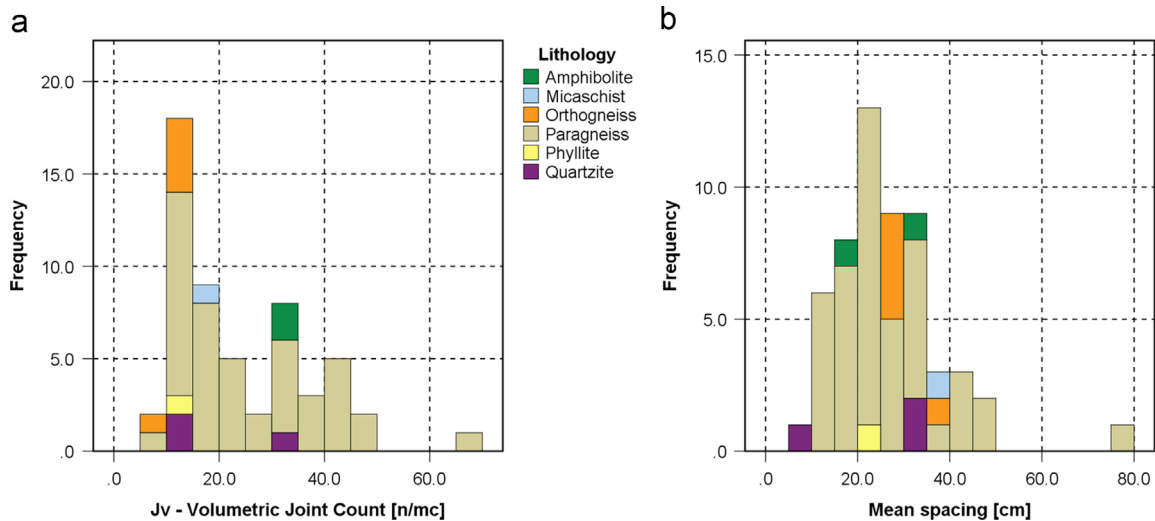 a
20.0
15.0
10.0
5.0
.0
Frequency
.0
20.0
40.0
60.0
Jv - Volumetric Joint Count [n/mc]
Lithology
Amphibolite
Micaschist
Orthogneiss
Paragneiss
Phyllite
Quartzite
b
15.0
10.0
5.0
.0
Frequency
.0
20.0
40.0
60.0
80.0
Mean spacing [cm]